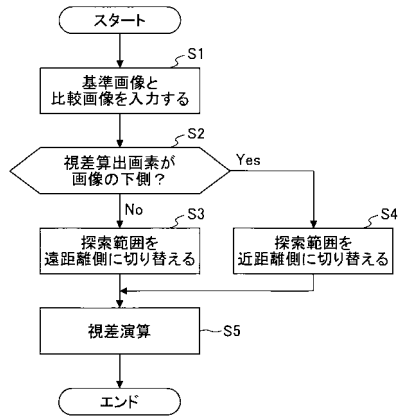 スタート
S1
基準画像と
比較画像を入力する
S2
視差算出画素が
画像の下側？
Yes
No
S3
探索範囲を
遠距離側に切り替える
S4
探索範囲を
近距離側に切り替える
視差演算
S5
エンド